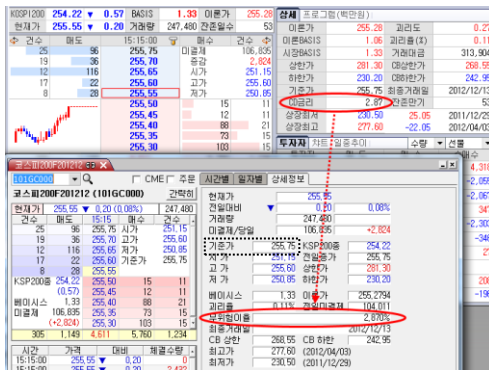 KOSPI200 254.22 ▼ 0.57 BASIS 1.33 이론가 255.28
현재가 255.55 ▼ 0.20 거래량 247,480 잔존일수 53
건수 매도 15:15:00 매수 건수
25 96 255,75 미결제 106,835
19 36 255,70 증감 2,824
12 116 255,65 시가 251.15
17 22 255,60 고가 255.60
8 28 255,55 저가 250.85
255,50 15 11
255,45 12 11
255,40 88 21
255,35 73 15
255,30 103 15
상세 프로그램(백만원)
이론가 255.28 괴리도 0.27
이론BASIS 1.06 괴리율(%) 0.11
시장BASIS 1.33 거래대금 313,904
상한가 281.30 CB상한가 268.55
하한가 230.20 CB하한가 242.95
기준가 255,75 최종거래일 2012/12/13
CD금리 2.87 잔존만기 53
상장최저 230.50 25.05 2011/12/29
상장최고 277.60 -22.05 2012/04/03
투자자 차트 일중추이 수량 선물
코스피200F201212
101GC000 CME 주문
코스피200F201212 (101GC000) 간략히
현재가 255,55 ▼ 0,20 (0,08%) 247,480
건수 매도 15:15 매수 건수
25 96 255,75 시가 251,15
19 36 255,70 고가 255,60
12 116 255,65 저가 250,85
17 22 255,60 기준가 255,75
8 28 255,55
KSP200종 254,22 255,50 15 11
(0,57) 255,45 12 11
베이시스 1,33 255,40 88 21
미결제 106,835 255,35 73 15
(+2,824) 255,30 103 15
305 1,149 4,611 5,760 1,234
시간 가격 대비 체결수량
15:15:00 255,55 ▼ 0,20 0
시간별 일자별 상세정보
현재가 255,55
전일대비 ▼ 0,20 0,08%
거래량 247,480
미결제/당일 106,835 +2,824
기준가 255,75 KSP200종 254,22
시 가 251,15 전일종가 255,75
고 가 255,60 상한가 281,30
저 가 250,85 하한가 230,20
베이시스 1,33 이론가 255,2794
괴리율 0,11% 전일미결제 104,011
무위험이율 2,870%
최종거래일 2012/12/13
CB 상한 268,55 CB 하한 242,95
최고가 277,60 (2012/04/03)
최저가 230,50 (2011/12/29)